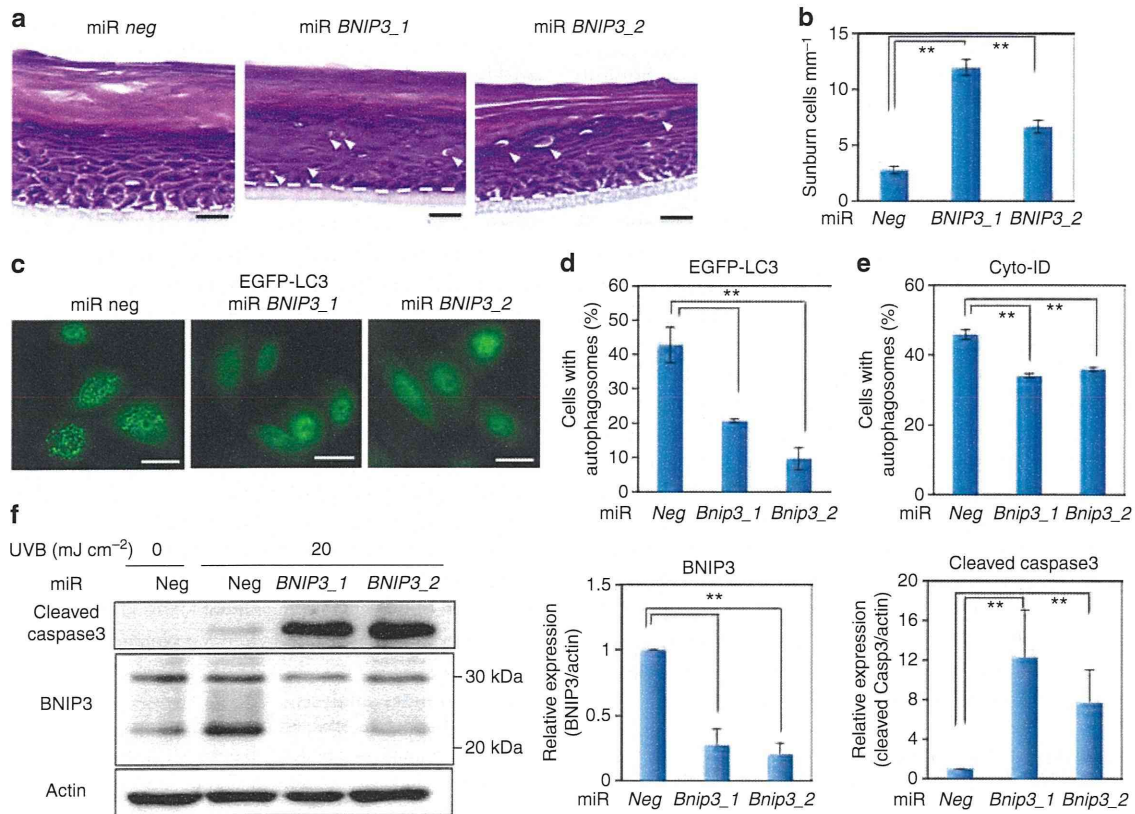 a
miR neg
miR BNIP3_1
miR BNIP3_2
b
Sunburn cells mm⁻¹
15
10
5
0
**
**
miR Neg BNIP3_1 BNIP3_2
c
EGFP-LC3
miR neg
miR BNIP3_1
miR BNIP3_2
d
EGFP-LC3
Cells with
autophagosomes (%)
60
50
40
30
20
10
0
**
miR Neg Bnip3_1 Bnip3_2
e
Cyto-ID
Cells with
autophagosomes (%)
60
40
20
0
**
**
miR Neg Bnip3_1 Bnip3_2
f
UVB (mJ cm⁻²) 0 20
miR Neg Neg BNIP3_1 BNIP3_2
Cleaved
caspase3
BNIP3
30 kDa
20 kDa
Actin
BNIP3
Relative expression
(BNIP3/actin)
1.5
1
0.5
0
**
miR Neg Bnip3_1 Bnip3_2
Cleaved caspase3
Relative expression
(cleaved Casp3/actin)
20
16
12
8
4
0
**
**
miR Neg Bnip3_1 Bnip3_2